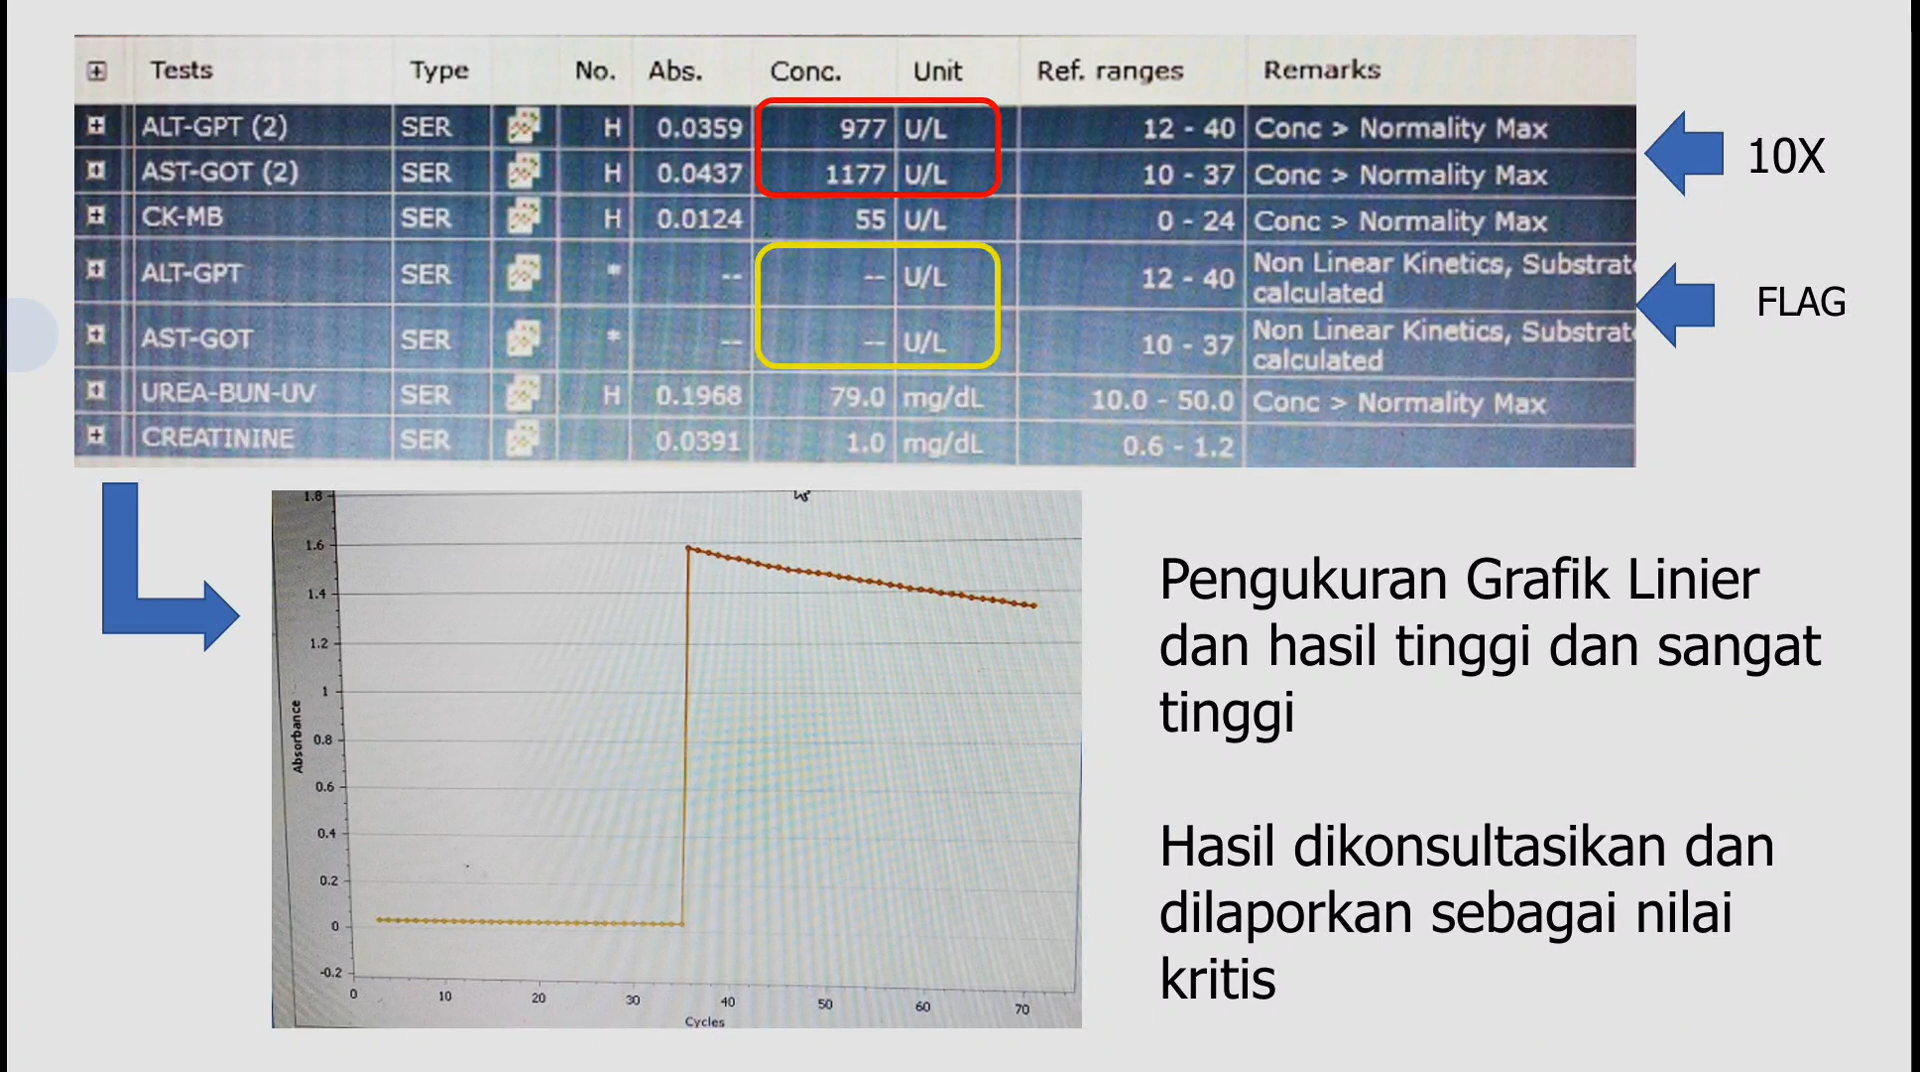 Tests Type No. Abs. Conc. Unit Ref. ranges Remarks
ALT-GPT (2) SER H 0.0359 977 U/L 12 - 40 Conc > Normality Max
AST-GOT (2) SER H 0.0437 1177 U/L 10 - 37 Conc > Normality Max
10X
CK-MB SER H 0.0124 55 U/L 0 - 24 Conc > Normality Max
ALT-GPT SER * -- -- U/L 12 - 40 Non Linear Kinetics, Substrat
calculated
FLAG
AST-GOT SER * -- -- U/L 10 - 37 Non Linear Kinetics, Substrat
calculated
UREA-BUN-UV SER H 0.1968 79.0 mg/dL 10.0 - 50.0 Conc > Normality Max
CREATININE SER 0.0391 1.0 mg/dL 0.6 - 1.2
1.8
1.6
1.4
1.2
1
0.8
0.6
0.4
0.2
0
-0.2
Absorbance
0 10 20 30 40 50 60 70
Cycles
Pengukuran Grafik Linier
dan hasil tinggi dan sangat
tinggi
Hasil dikonsultasikan dan
dilaporkan sebagai nilai
kritis